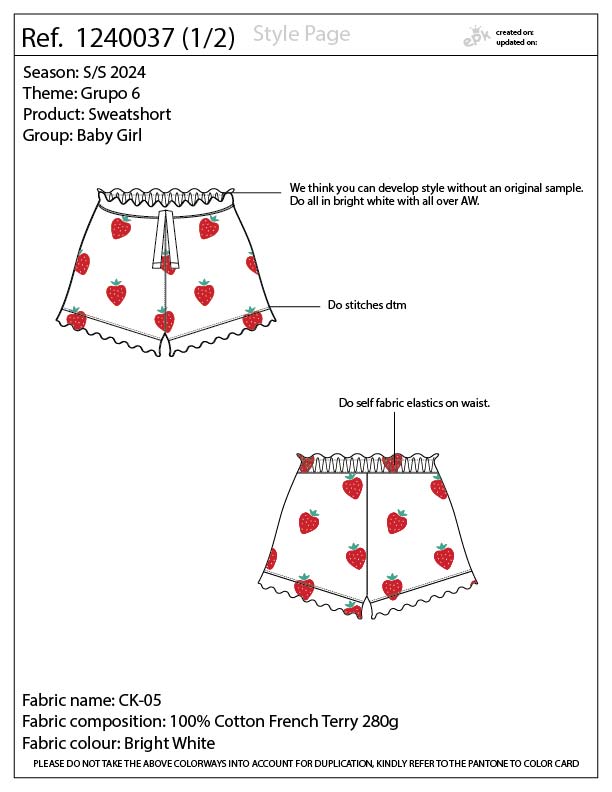 Ref. 1240037 (1/2)
Style Page
epk
created on:
updated on:
Season: S/S 2024
Theme: Grupo 6
Product: Sweatshort
Group: Baby Girl
We think you can develop style without an original sample.
Do all in bright white with all over AW.
Do stitches dtm
Do self fabric elastics on waist.
Fabric name: CK-05
Fabric composition: 100% Cotton French Terry 280g
Fabric colour: Bright White
PLEASE DO NOT TAKE THE ABOVE COLORWAYS INTO ACCOUNT FOR DUPLICATION, KINDLY REFER TO THE PANTONE TO COLOR CARD